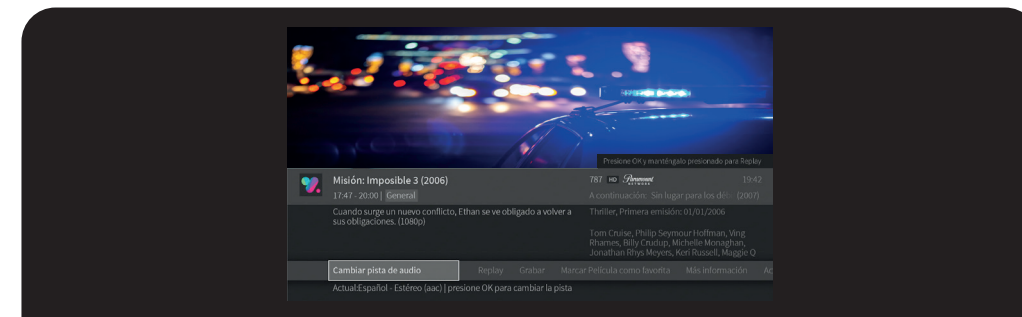 Presione OK y manténgalo presionado para Replay
Misión: Imposible 3 (2006)
787 HD Paramount NETWORK 19:42
17:47 - 20:00 | General
A continuación: Sin lugar para los déb (2007)
Cuando surge un nuevo conflicto, Ethan se ve obligado a volver a
sus obligaciones. (1080p)
Thriller, Primera emisión: 01/01/2006
Tom Cruise, Philip Seymour Hoffman, Ving
Rhames, Billy Crudup, Michelle Monaghan,
Jonathan Rhys Meyers, Keri Russell, Maggie Q
Cambiar pista de audio Replay Grabar Marcar Película como favorita Más información Ac
Actual:Español - Estéreo (aac) | presione OK para cambiar la pista